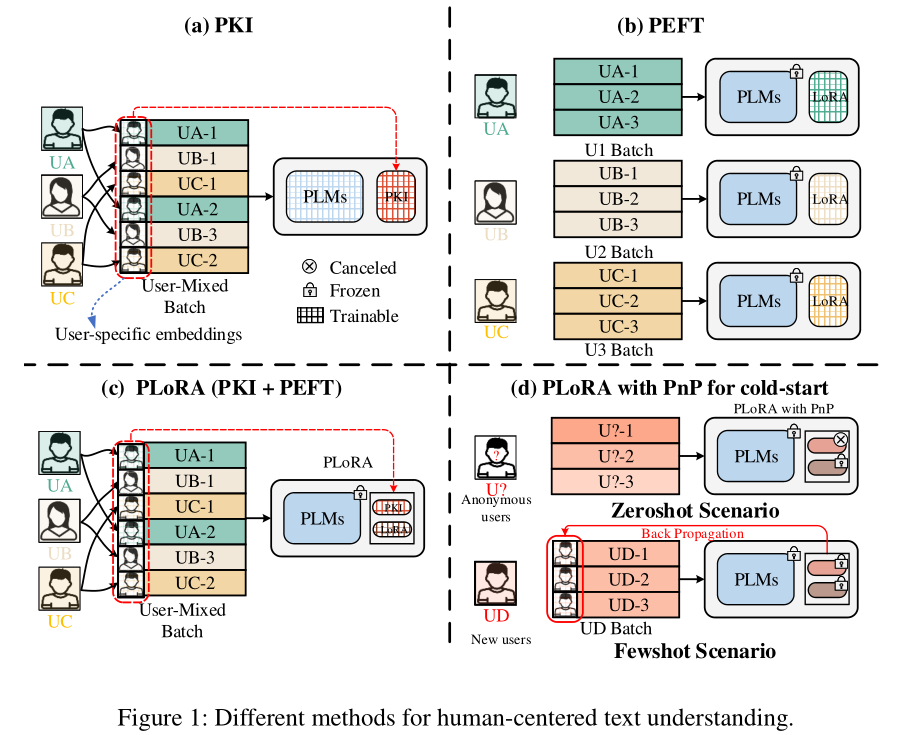 (a) PKI
UA
UB
UC
UA-1
UB-1
UC-1
UA-2
UB-3
UC-2
User-Mixed
Batch
User-specific embeddings
PLMs
PKI
Canceled
Frozen
Trainable
(b) PEFT
UA
UA-1
UA-2
UA-3
U1 Batch
PLMs
LoRA
UB
UB-1
UB-2
UB-3
U2 Batch
PLMs
LoRA
UC
UC-1
UC-2
UC-3
U3 Batch
PLMs
LoRA
(c) PLoRA (PKI + PEFT)
UA
UB
UC
UA-1
UB-1
UC-1
UA-2
UB-3
UC-2
User-Mixed
Batch
PLoRA
PLMs
PKI
LoRA
(d) PLoRA with PnP for cold-start
PLoRA with PnP
?
U?
Anonymous
users
U?-1
U?-2
U?-3
PLMs
Zeroshot Scenario
Back Propagation
UD
New users
UD-1
UD-2
UD-3
UD Batch
PLMs
Fewshot Scenario
Figure 1: Different methods for human-centered text understanding.